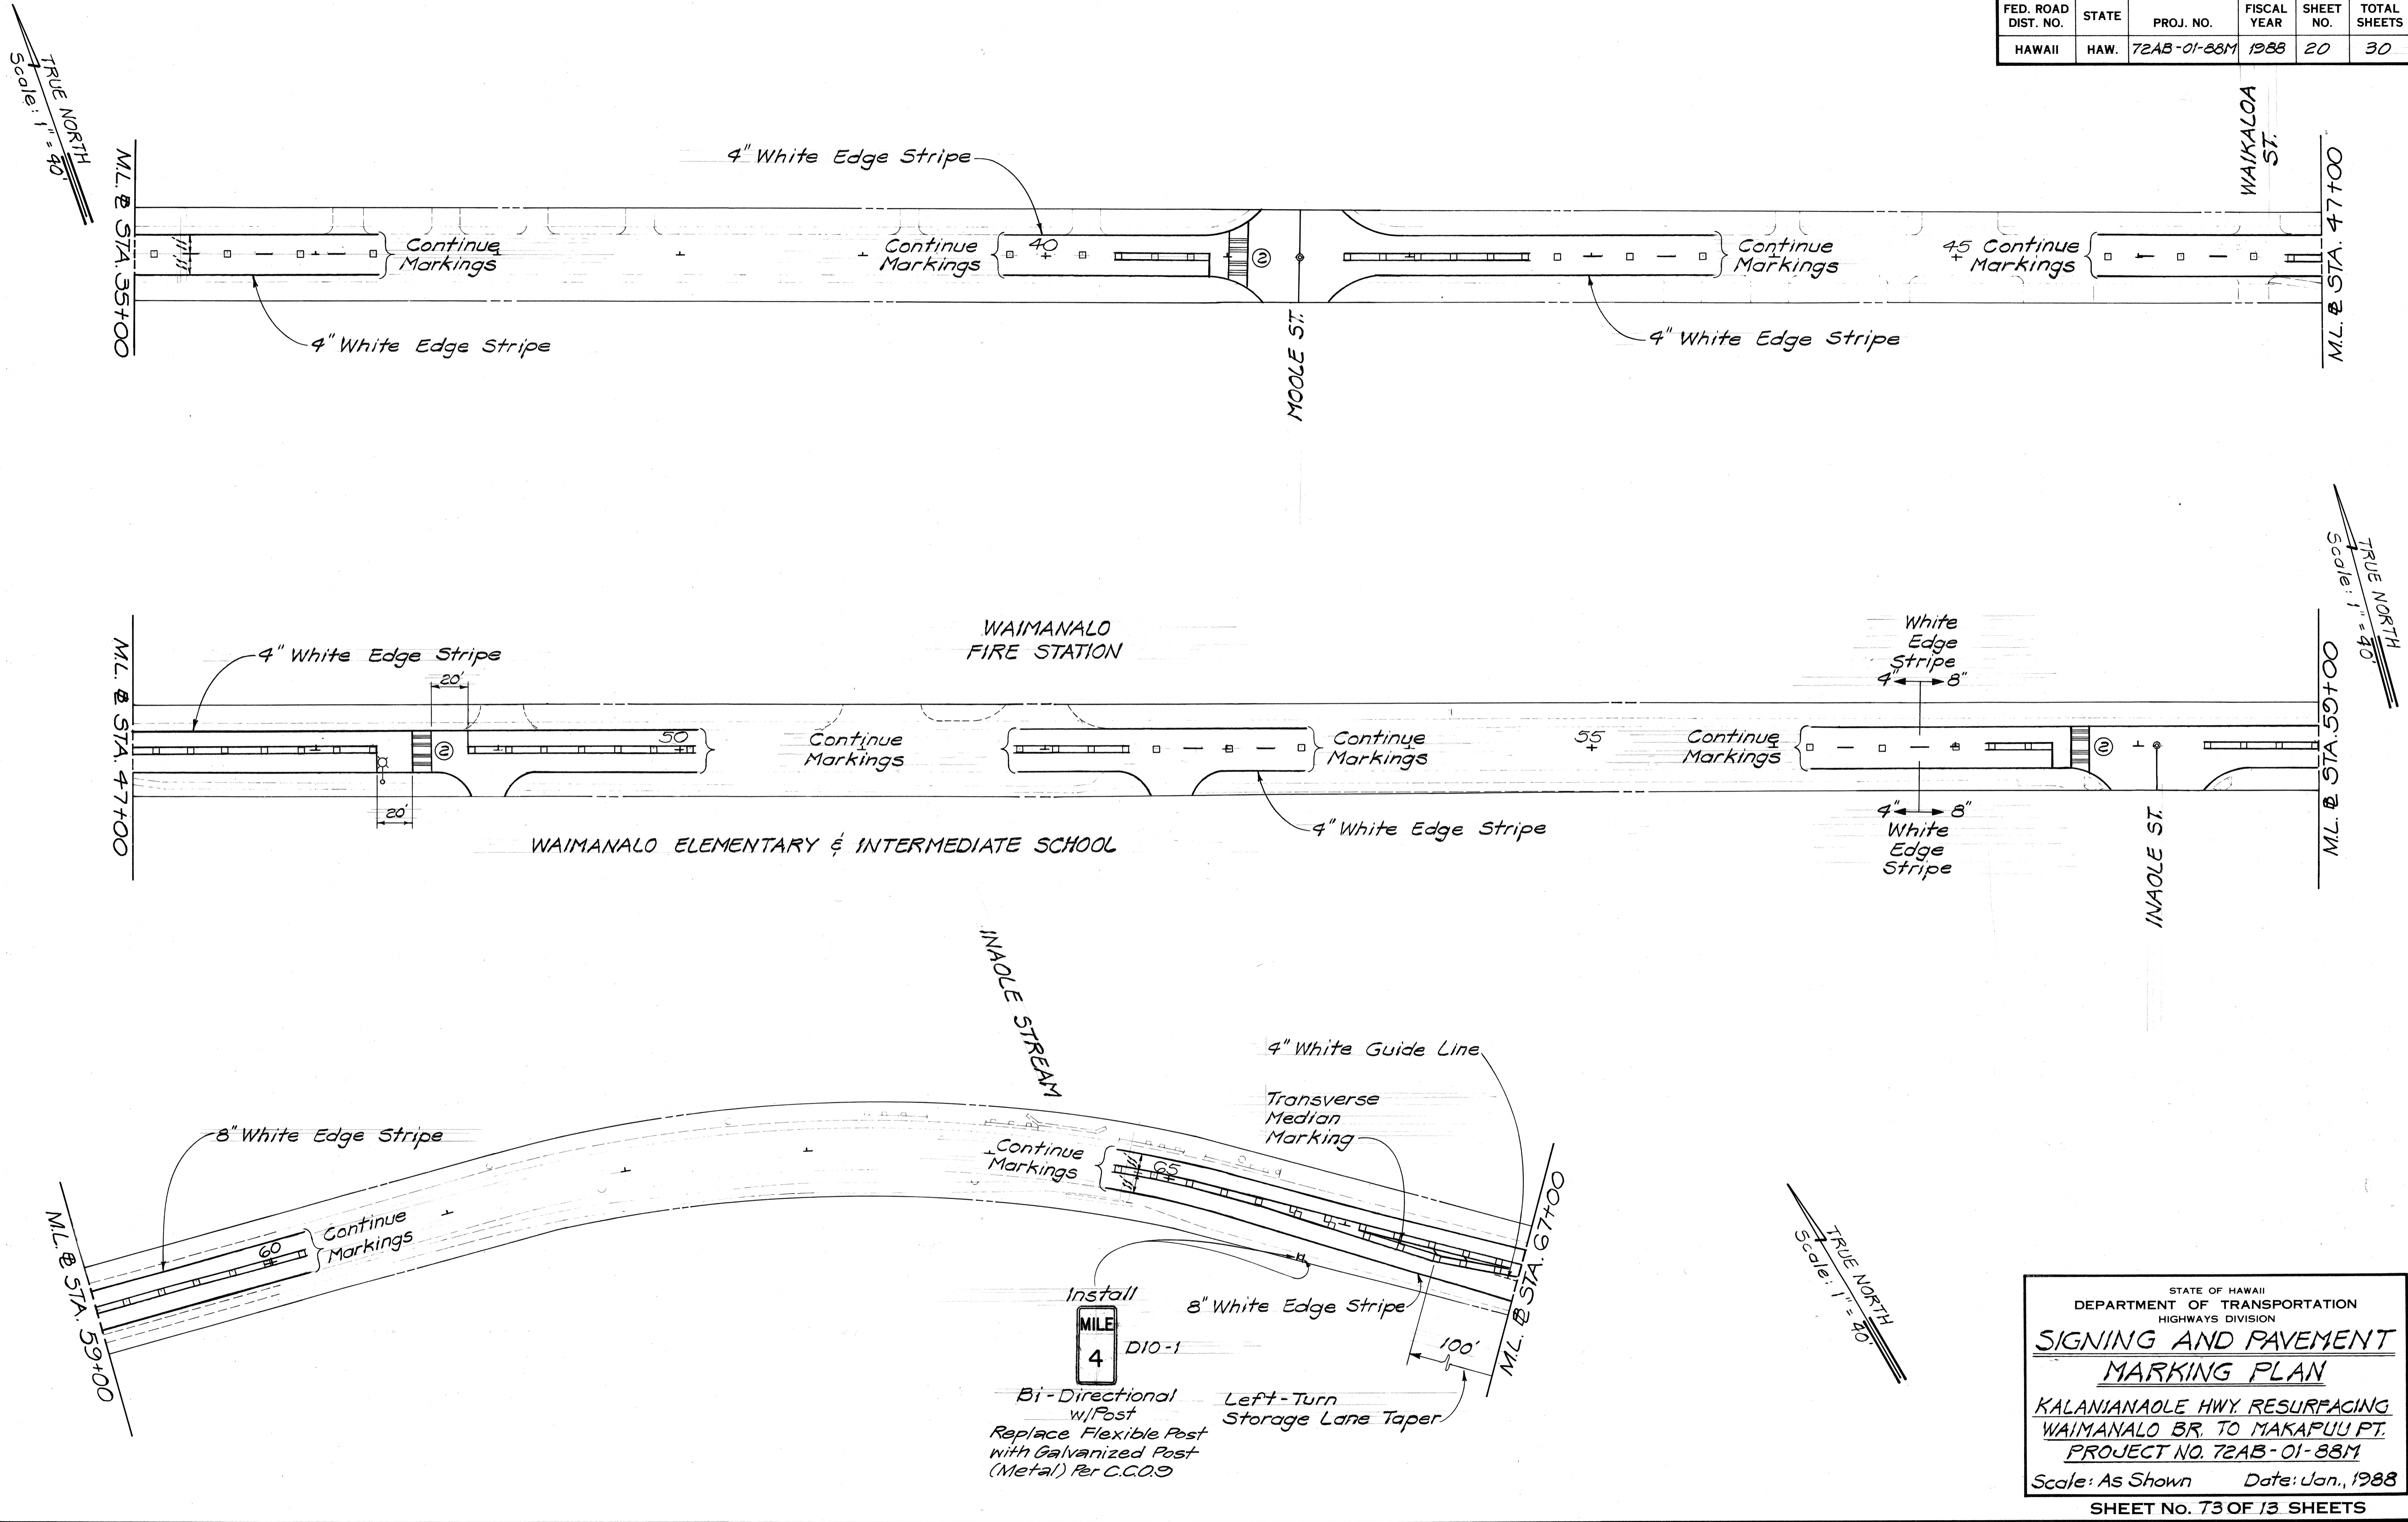 FED. ROAD DIST. NO. STATE PROJ. NO. FISCAL YEAR SHEET NO. TOTAL SHEETS
HAWAII HAW. 72AB-01-88M 1988 20 30
TRUE NORTH
Scale: 1" = 40'
M.L. B STA. 35+00
11' 11'
Continue
Markings
4" White Edge Stripe
4" White Edge Stripe
Continue
Markings
40
2
MOOLE ST.
Continue
Markings
4" White Edge Stripe
45
Continue
Markings
WAIKALOA
ST.
M.L. B STA. 47+00
M.L. B STA. 47+00
4" White Edge Stripe
20'
20'
2
50
Continue
Markings
WAIMANALO
FIRE STATION
WAIMANALO ELEMENTARY & INTERMEDIATE SCHOOL
Continue
Markings
4" White Edge Stripe
55
Continue
Markings
White
Edge
Stripe
4" 8"
4" 8"
White
Edge
Stripe
2
INAOLE ST.
M.L. B STA. 59+00
TRUE NORTH
Scale: 1" = 40'
M.L. B STA. 59+00
8" White Edge Stripe
60
Continue
Markings
INAOLE STREAM
Continue
Markings
11' 11'
65
4" White Guide Line
Transverse
Median
Marking
8" White Edge Stripe
100'
Left-Turn
Storage Lane Taper
M.L. B STA. 67+00
Install
MILE
4
D10-1
Bi-Directional
w/Post
Replace Flexible Post
with Galvanized Post
(Metal) Per C.C.O.9
TRUE NORTH
Scale: 1" = 40'
STATE OF HAWAII
DEPARTMENT OF TRANSPORTATION
HIGHWAYS DIVISION
SIGNING AND PAVEMENT
MARKING PLAN
KALANIANAOLE HWY. RESURFACING
WAIMANALO BR. TO MAKAPUU PT.
PROJECT NO. 72AB-01-88M
Scale: As Shown Date: Jan., 1988
SHEET No. T3 OF 13 SHEETS